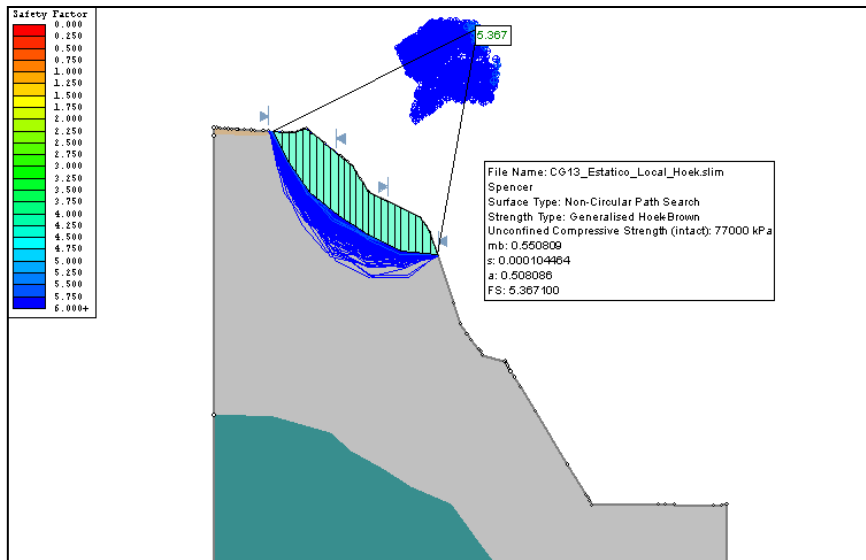 Safety Factor
0.000
0.250
0.500
0.750
1.000
1.250
1.500
1.750
2.000
2.250
2.500
2.750
3.000
3.250
3.500
3.750
4.000
4.250
4.500
4.750
5.000
5.250
5.500
5.750
6.000+
5.367
File Name: CG13_Estatico_Local_Hoek.slim
Spencer
Surface Type: Non-Circular Path Search
Strength Type: Generalised HoekBrown
Unconfined Compressive Strength (intact): 77000 kPa
mb: 0.550809
s: 0.000104464
a: 0.508086
FS: 5.367100